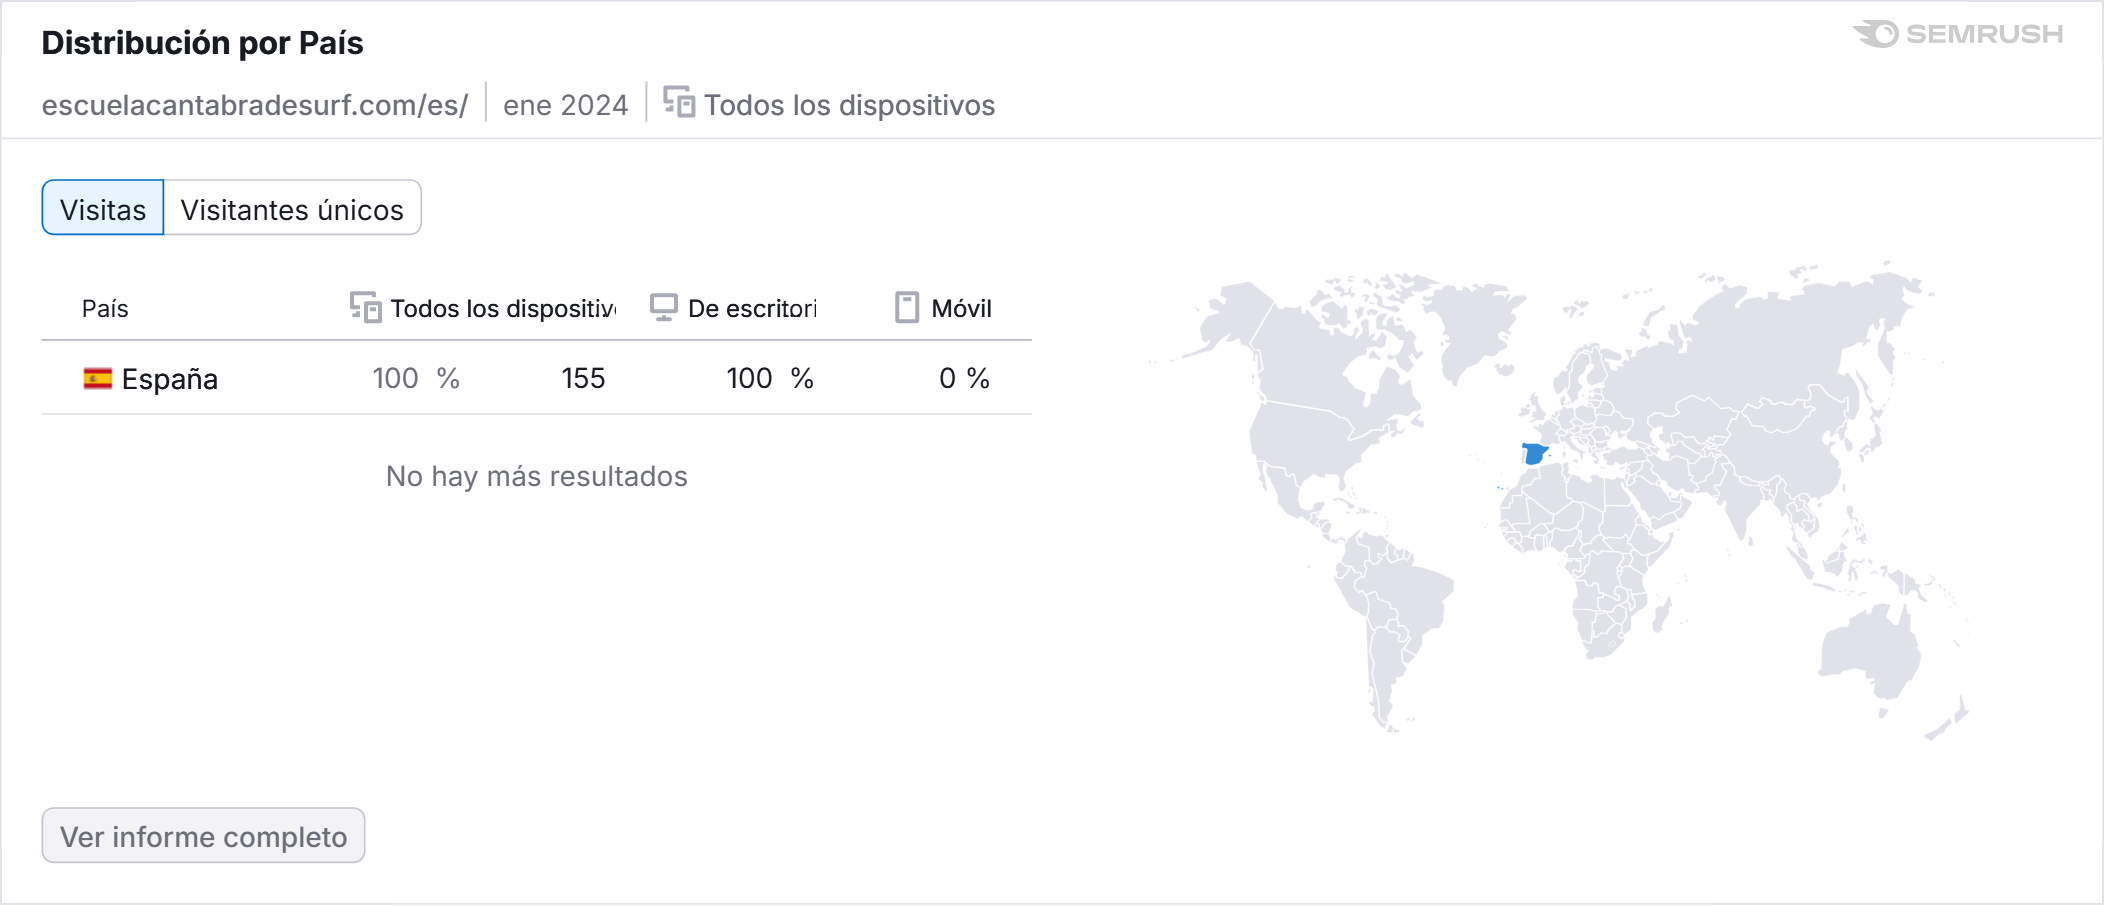 Distribución por País
SEMRUSH
escuelacantabradesurf.com/es/ ene 2024 Todos los dispositivos
Visitas Visitantes únicos
País Todos los dispositiv De escritori Móvil
España 100 % 155 100 % 0 %
No hay más resultados
Ver informe completo